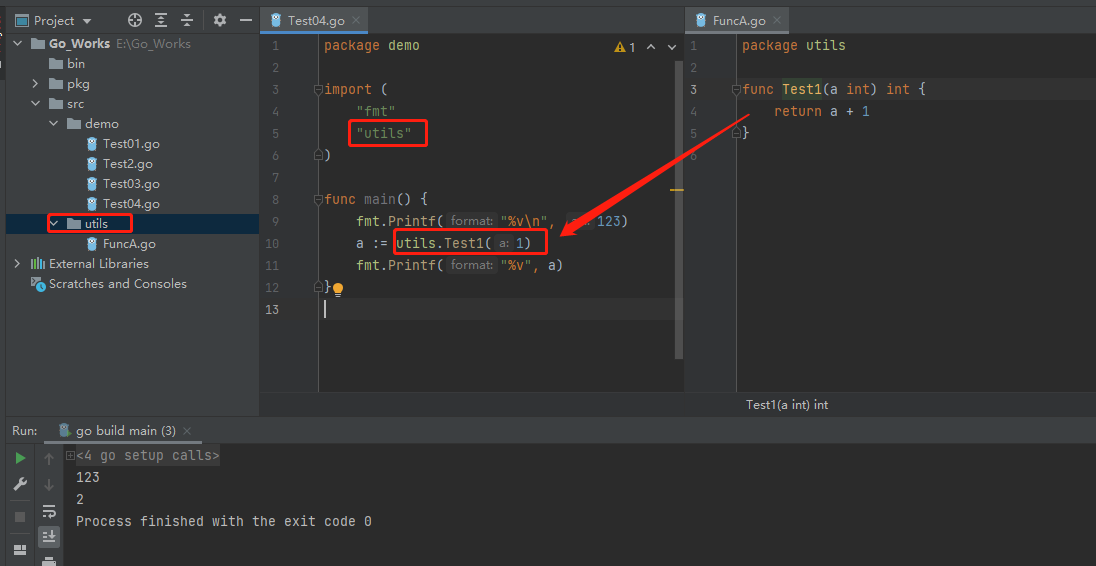 Project
Go_Works E:\Go_Works
bin
pkg
src
demo
Test01.go
Test2.go
Test03.go
Test04.go
utils
FuncA.go
External Libraries
Scratches and Consoles
Test04.go
1 package demo
2
3 import (
4 "fmt"
5 "utils"
6 )
7
8 func main() {
9 fmt.Printf( format: "%v\n", 123)
10 a := utils.Test1( a: 1)
11 fmt.Printf( format: "%v", a)
12 }
13
1
FuncA.go
1 package utils
2
3 func Test1(a int) int {
4 return a + 1
5 }
6
Test1(a int) int
Run: go build main (3)
<4 go setup calls>
123
2
Process finished with the exit code 0